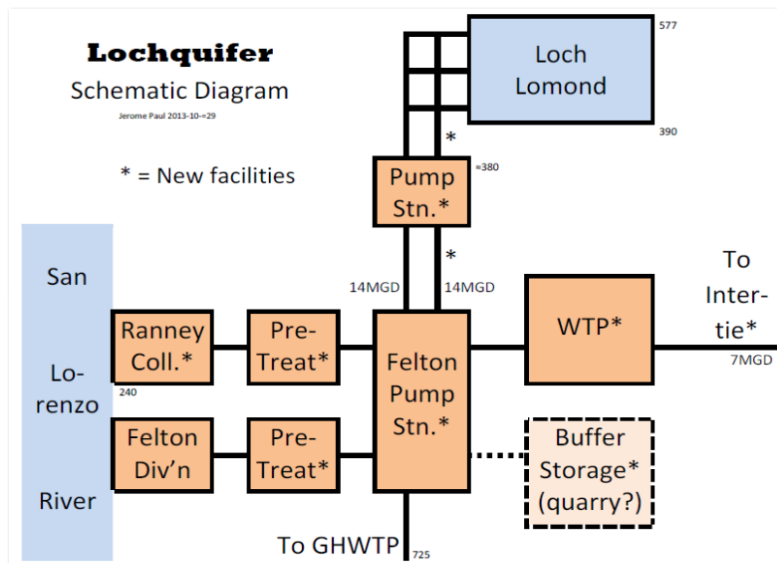 Lochquifer
Schematic Diagram
Jerome Paul 2013-10-=29
* = New facilities
577
Loch
Lomond
390
*
≈380
Pump
Stn.*
*
14MGD
14MGD
San
Lo-
renzo
River
Ranney
Coll.*
240
Pre-
Treat*
Felton
Pump
Stn.*
WTP*
To
Inter-
tie*
7MGD
Felton
Div'n
Pre-
Treat*
Buffer
Storage*
(quarry?)
To GHWTP
725